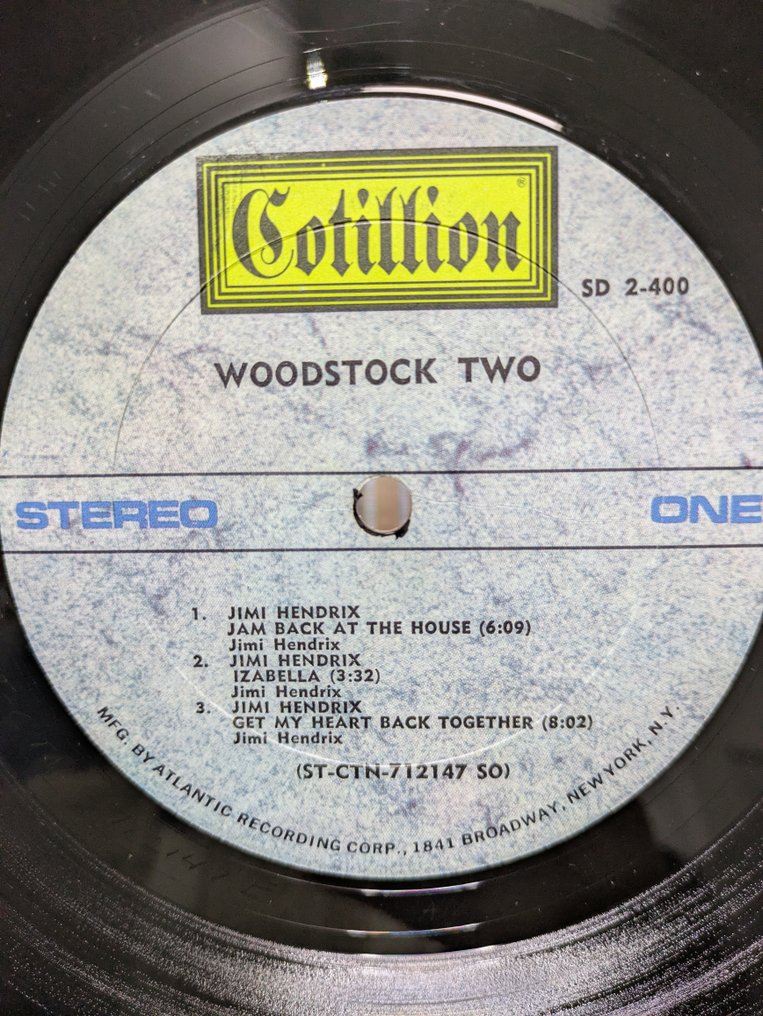 Cotillion®
SD 2-400
WOODSTOCK TWO
STEREO
ONE
1. JIMI HENDRIX
JAM BACK AT THE HOUSE (6:09)
Jimi Hendrix
2. JIMI HENDRIX
IZABELLA (3:32)
Jimi Hendrix
3. JIMI HENDRIX
GET MY HEART BACK TOGETHER (8:02)
Jimi Hendrix
(ST-CTN-712147 SO)
MFG. BY ATLANTIC RECORDING CORP., 1841 BROADWAY, NEW YORK, N.Y.